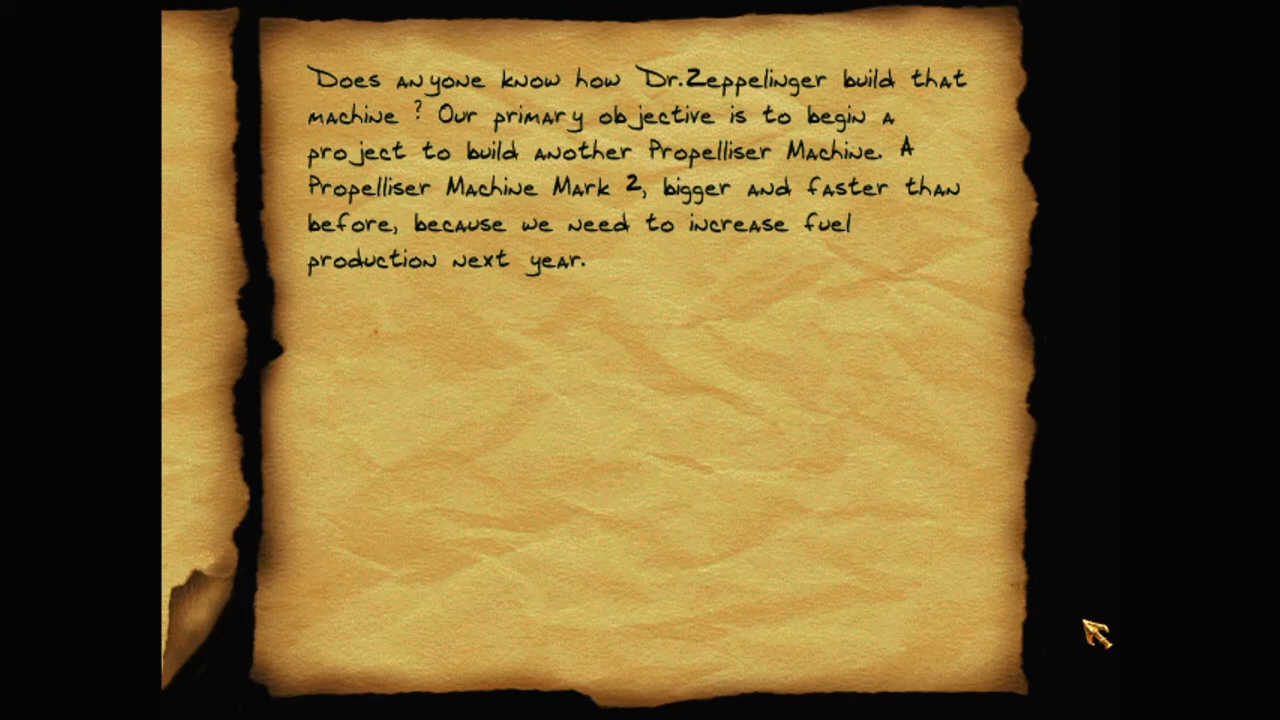 Does anyone know how Dr.Zeppelinger build that
machine ? Our primary objective is to begin a
project to build another Propelliser Machine. A
Propelliser Machine Mark 2, bigger and faster than
before, because we need to increase fuel
production next year.